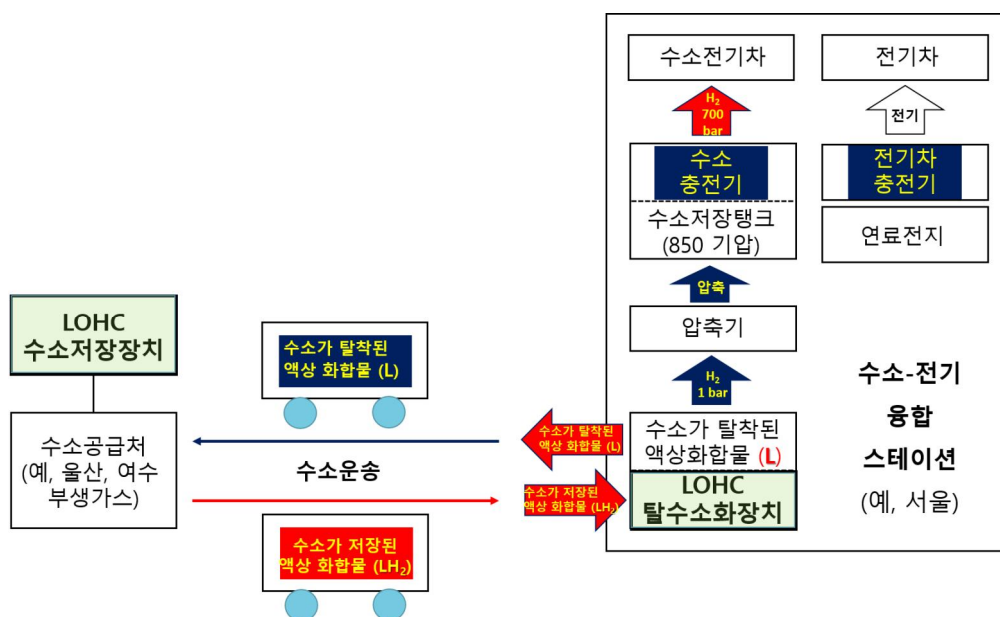 수소전기차
전기차
H2
700
bar
전기
수소
충전기
전기차
충전기
수소저장탱크
(850 기압)
연료전지
압축
압축기
H2
1 bar
LOHC
수소저장장치
수소가 탈착된
액상 화합물 (L)
수소공급처
(예, 울산, 여수
부생가스)
수소운송
수소가 탈착된
액상 화합물 (L)
수소가 저장된
액상 화합물 (LH2)
수소가 저장된
액상 화합물 (LH2)
수소가 탈착된
액상화합물 (L)
LOHC
탈수소화장치
수소-전기
융합
스테이션
(예, 서울)